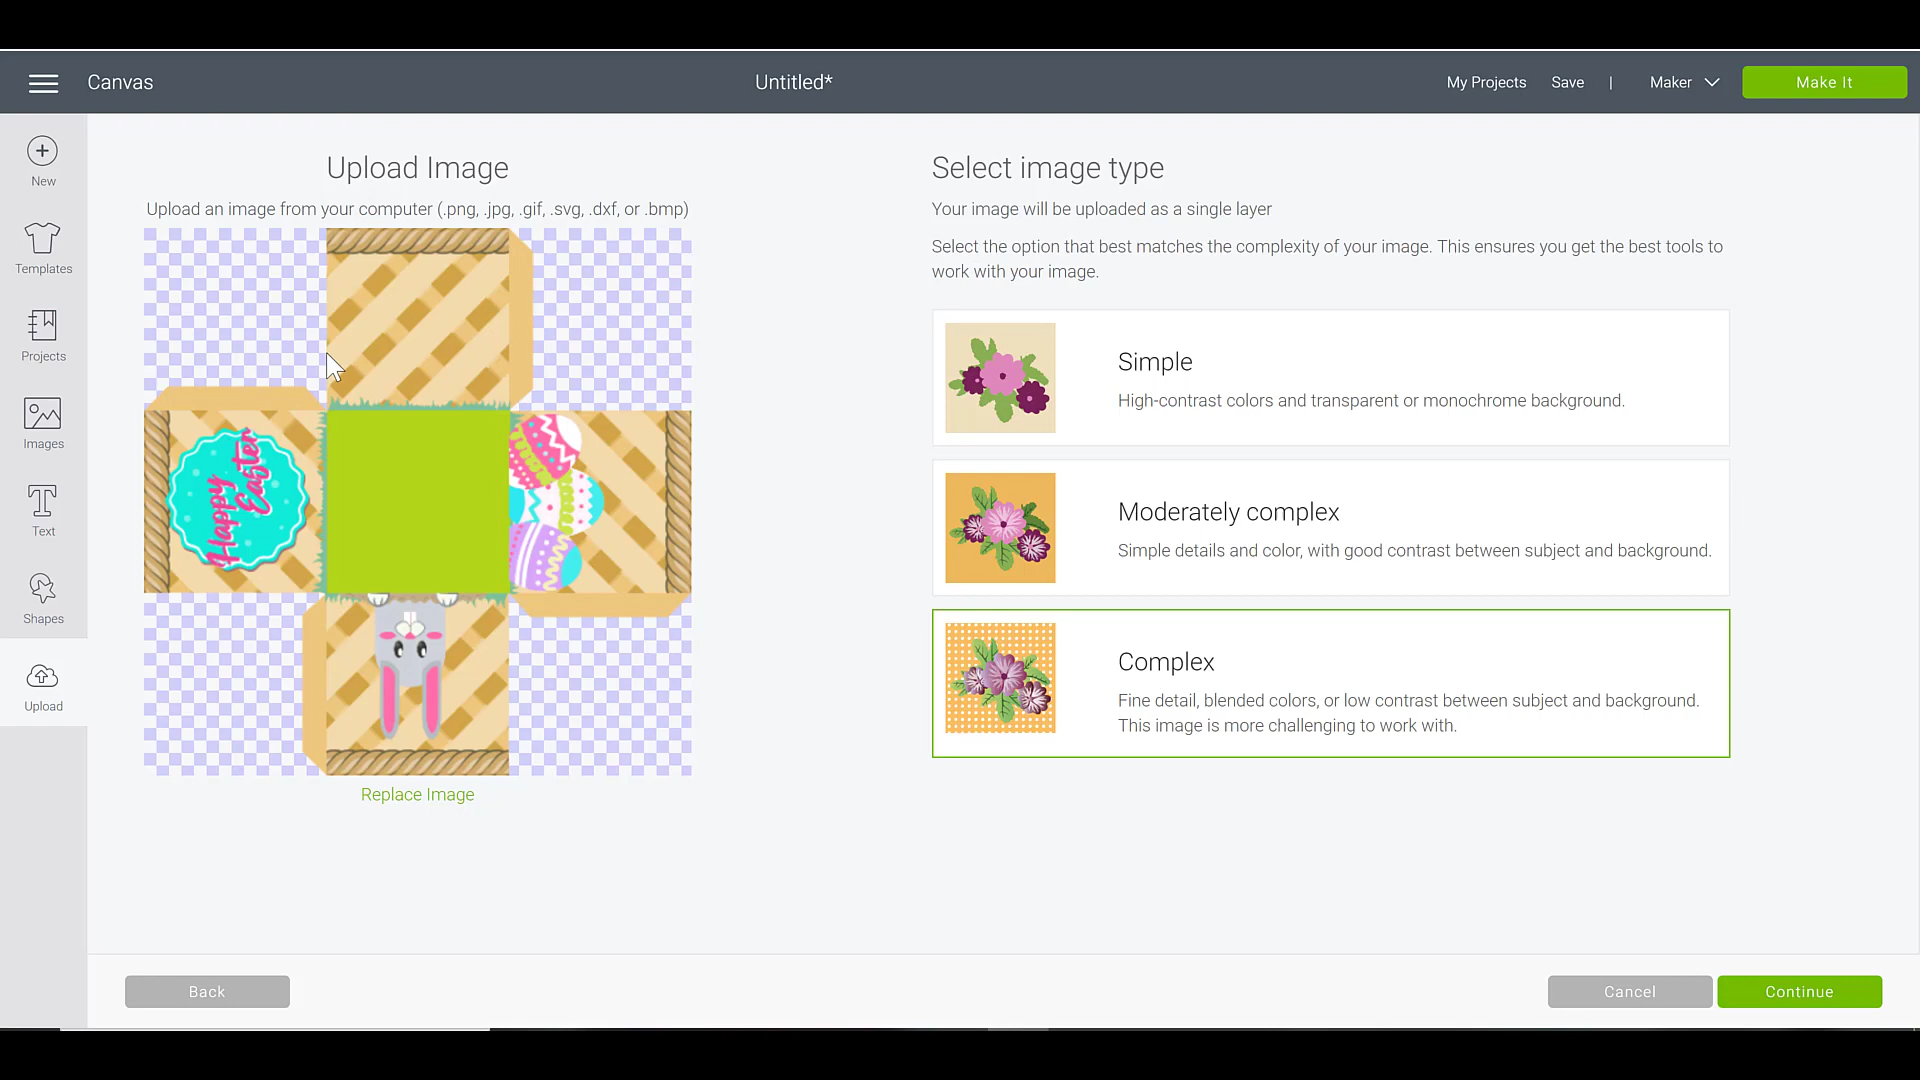 Canvas
Untitled*
My Projects
Save
|
Maker
Make It
New
Templates
Projects
Images
Text
Shapes
Upload
Upload Image
Upload an image from your computer (.png, .jpg, .gif, .svg, .dxf, or .bmp)
Happy
Easter
Replace Image
Select image type
Your image will be uploaded as a single layer
Select the option that best matches the complexity of your image. This ensures you get the best tools to
work with your image.
Simple
High-contrast colors and transparent or monochrome background.
Moderately complex
Simple details and color, with good contrast between subject and background.
Complex
Fine detail, blended colors, or low contrast between subject and background.
This image is more challenging to work with.
Back
Cancel
Continue